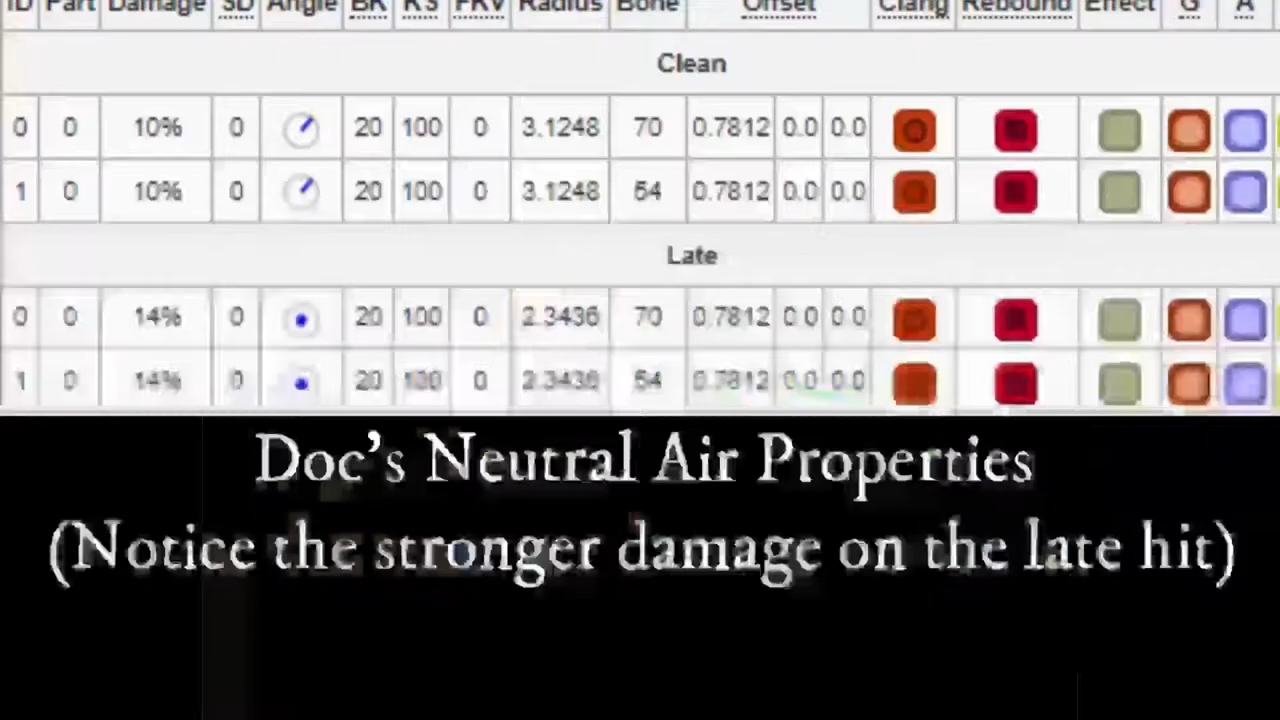 ID Part Damage SD Angle BK KS FKV Radius Bone Offset Clang Rebound Effect G A
Clean
0 0 10% 0 20 100 0 3.1248 70 0.7812 0.0 0.0
1 0 10% 0 20 100 0 3.1248 54 0.7812 0.0 0.0
Late
0 0 14% 0 20 100 0 2.3436 70 0.7812 0.0 0.0
1 0 14% 0 20 100 0 2.3436 54 0.7812 0.0 0.0
Doc's Neutral Air Properties
(Notice the stronger damage on the late hit)